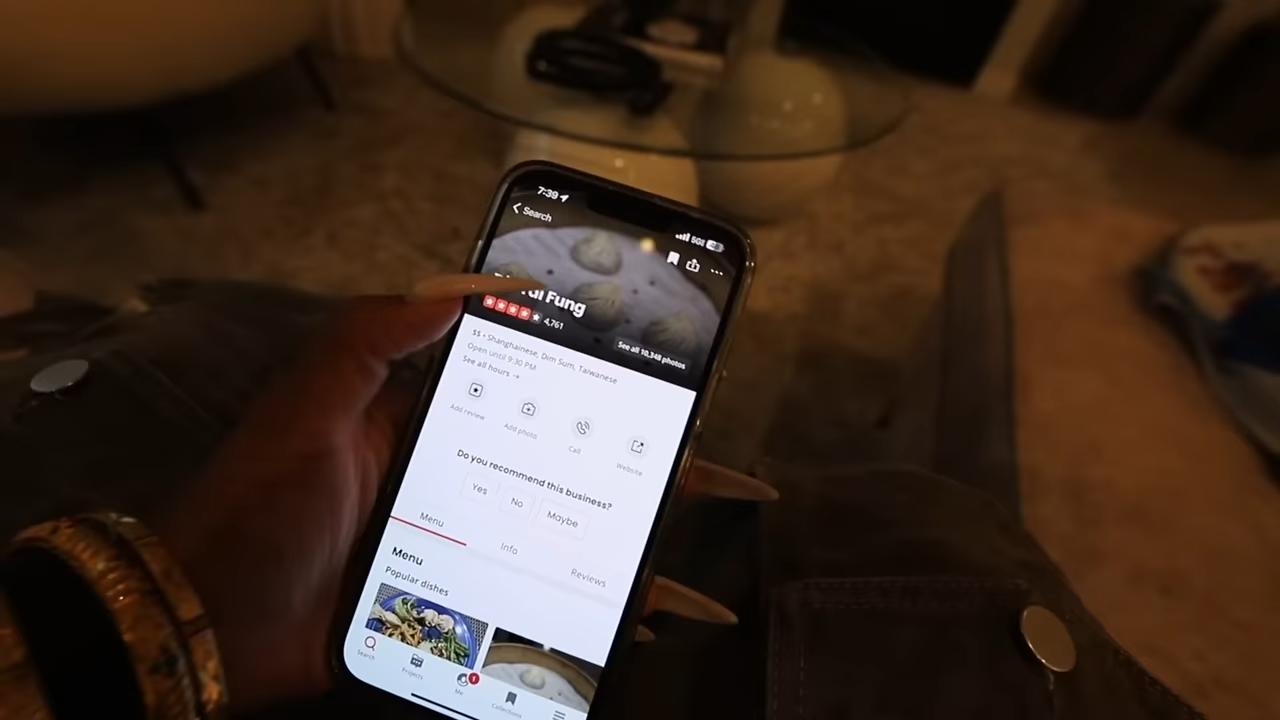 7:39
Search
5G
Fung
4,761
See all 10,348 photos
$$ • Shanghainese, Dim Sum, Taiwanese
Open until 9:30 PM
See all hours →
Add review
Add photo
Call
Website
Do you recommend this business?
Yes
No
Maybe
Menu
Info
Reviews
Menu
Popular dishes
Search
Projects
Me
1
Collections